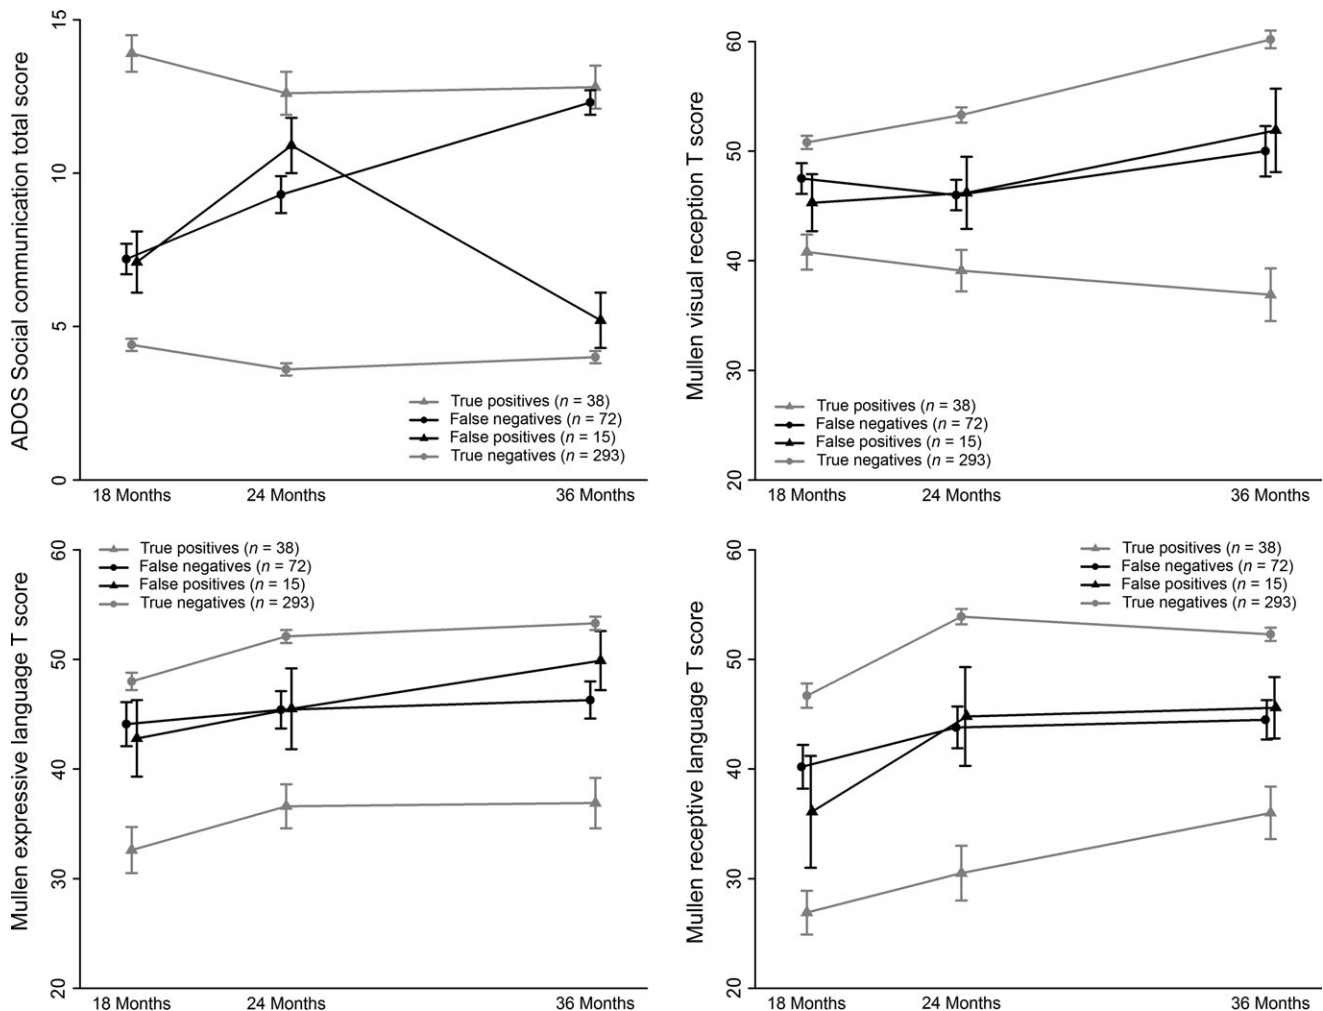 ADOS Social communication total score
15
10
5
0
True positives (n = 38)
False negatives (n = 72)
False positives (n = 15)
True negatives (n = 293)
18 Months
24 Months
36 Months
Mullen visual reception T score
60
50
40
30
20
True positives (n = 38)
False negatives (n = 72)
False positives (n = 15)
True negatives (n = 293)
18 Months
24 Months
36 Months
Mullen expressive language T score
60
50
40
30
20
True positives (n = 38)
False negatives (n = 72)
False positives (n = 15)
True negatives (n = 293)
18 Months
24 Months
36 Months
Mullen receptive language T score
60
50
40
30
20
True positives (n = 38)
False negatives (n = 72)
False positives (n = 15)
True negatives (n = 293)
18 Months
24 Months
36 Months